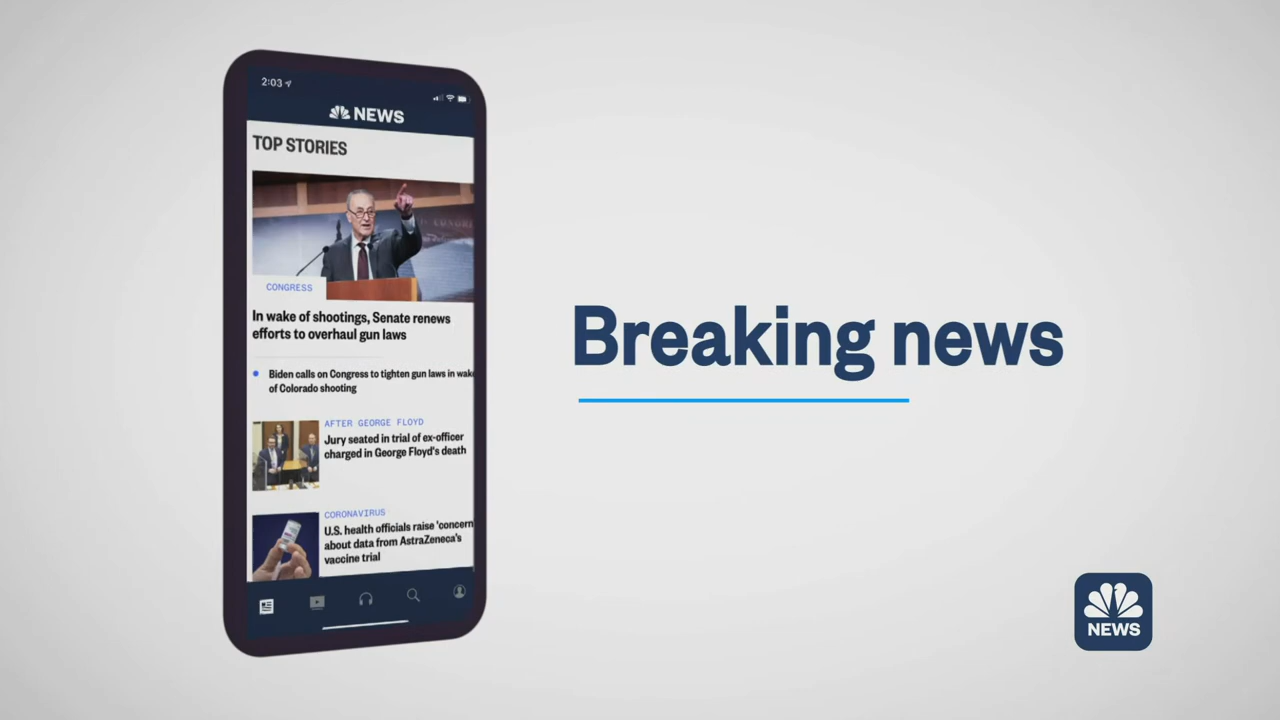 2:03
NEWS
TOP STORIES
CONGRESS
In wake of shootings, Senate renews
efforts to overhaul gun laws
Biden calls on Congress to tighten gun laws in wake
of Colorado shooting
AFTER GEORGE FLOYD
Jury seated in trial of ex-officer
charged in George Floyd's death
CORONAVIRUS
U.S. health officials raise 'concern
about data from AstraZeneca's
vaccine trial
Breaking news
NEWS